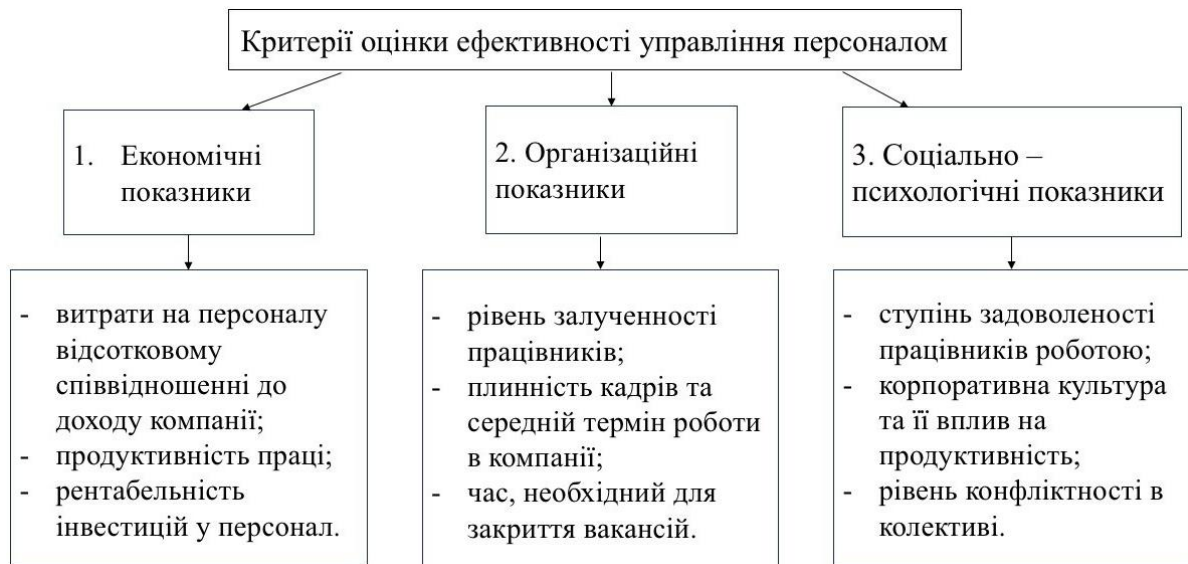 Критерії оцінки ефективності управління персоналом
1. Економічні
показники
2. Організаційні
показники
3. Соціально –
психологічні показники
- витрати на персоналу
відсотковому
співвідношенні до
доходу компанії;
- продуктивність праці;
- рентабельність
інвестицій у персонал.
- рівень залученності
працівників;
- плинність кадрів та
середній термін роботи
в компанії;
- час, необхідний для
закриття вакансій.
- ступінь задоволеності
працівників роботою;
- корпоративна культура
та її вплив на
продуктивність;
- рівень конфліктності в
колективі.